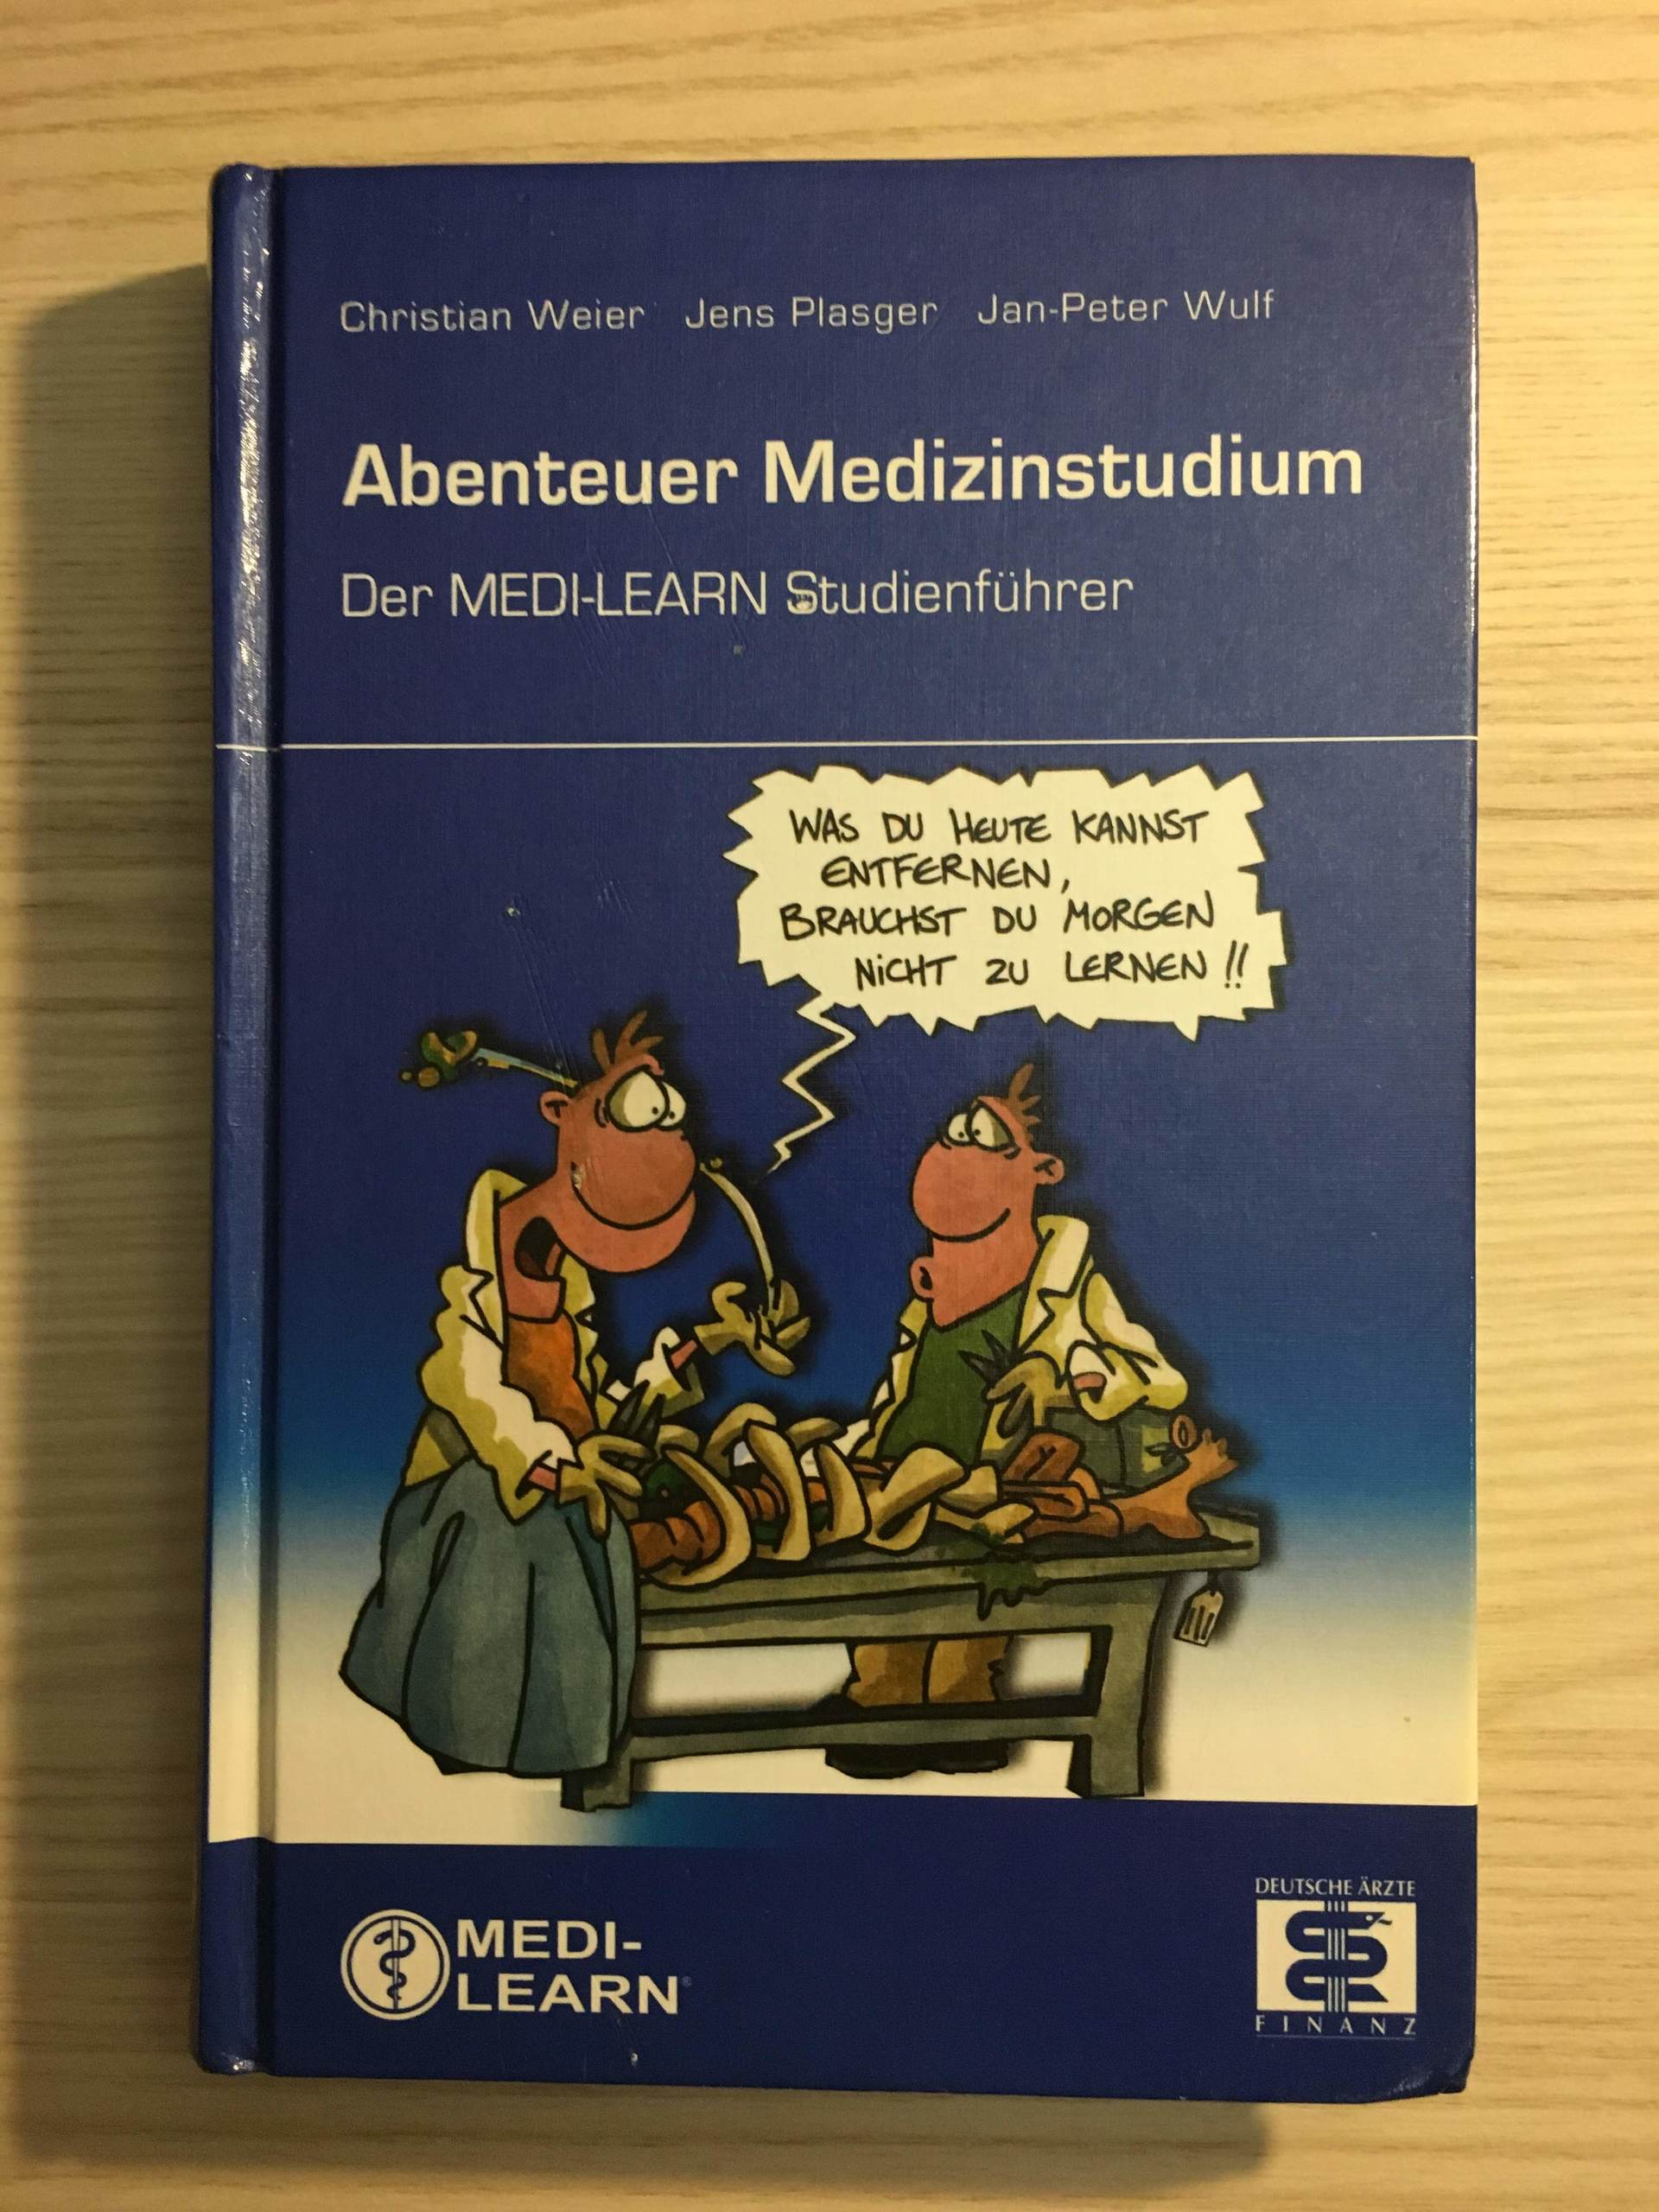 Christian Weier Jens Plasger Jan-Peter Wulf
Abenteuer Medizinstudium
Der MEDI-LEARN Studienführer
WAS DU HEUTE KANNST
ENTFERNEN,
BRAUCHST DU MORGEN
NiCHT ZU LERNEN!!
MEDI-
LEARN®
DEUTSCHE ÄRZTE
FINANZ